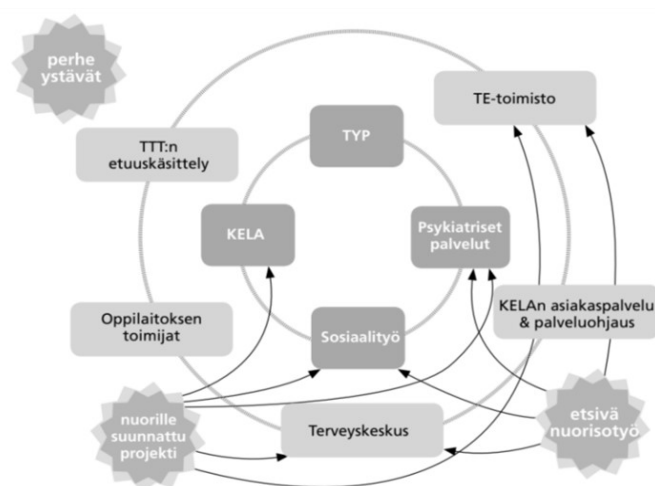 perhe
ystävät
TE-toimisto
TYP
TTT:n
etuuskäsittely
KELA
Psykiatriset
palvelut
Oppilaitoksen
toimijat
KELAn asiakaspalvelu
& palveluohjaus
Sosiaalityö
nuorille
suunnattu
projekti
Terveyskeskus
etsivä
nuorisotyö